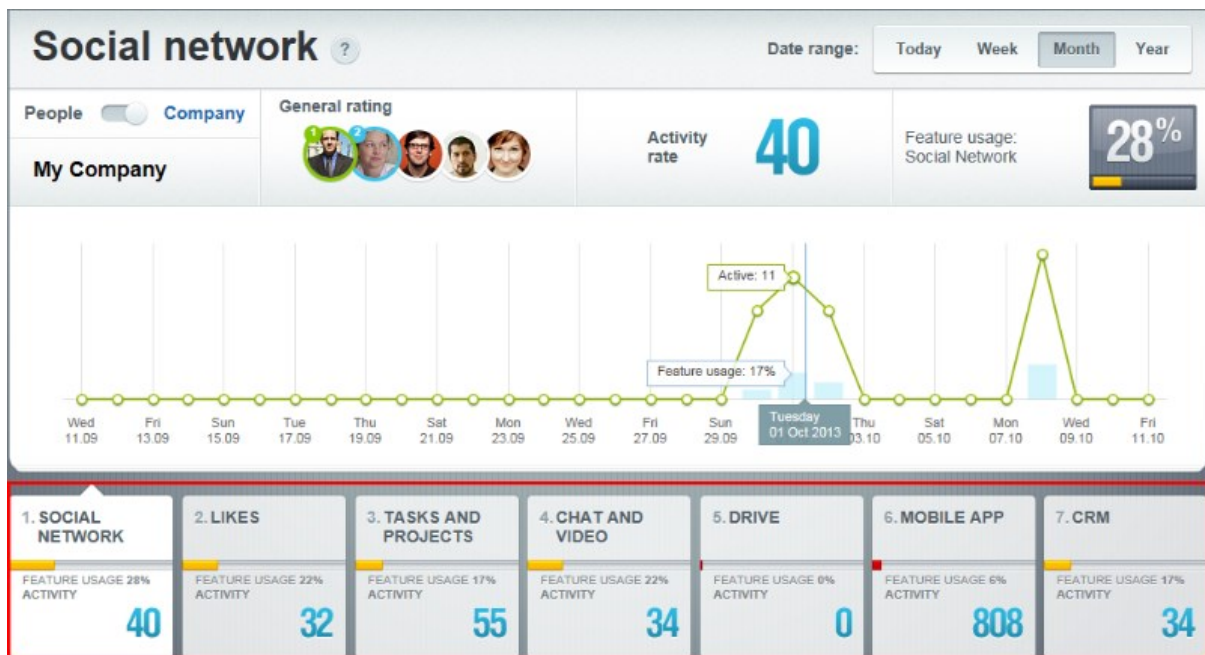 Social network ?
Date range: Today Week Month Year
People Company
General rating
1 2
My Company
Activity
rate
40
Feature usage:
Social Network
28%
Active: 11
Feature usage: 17%
Tuesday
01 Oct 2013
Wed Fri Sun Tue Thu Sat Mon Wed Fri Sun Thu Sat Mon Wed Fri
11.09 13.09 15.09 17.09 19.09 21.09 23.09 25.09 27.09 29.09 03.10 05.10 07.10 09.10 11.10
1. SOCIAL
NETWORK
FEATURE USAGE 28%
ACTIVITY
40
2. LIKES
FEATURE USAGE 22%
ACTIVITY
32
3. TASKS AND
PROJECTS
FEATURE USAGE 17%
ACTIVITY
55
4. CHAT AND
VIDEO
FEATURE USAGE 22%
ACTIVITY
34
5. DRIVE
FEATURE USAGE 0%
ACTIVITY
0
6. MOBILE APP
FEATURE USAGE 6%
ACTIVITY
808
7. CRM
FEATURE USAGE 17%
ACTIVITY
34